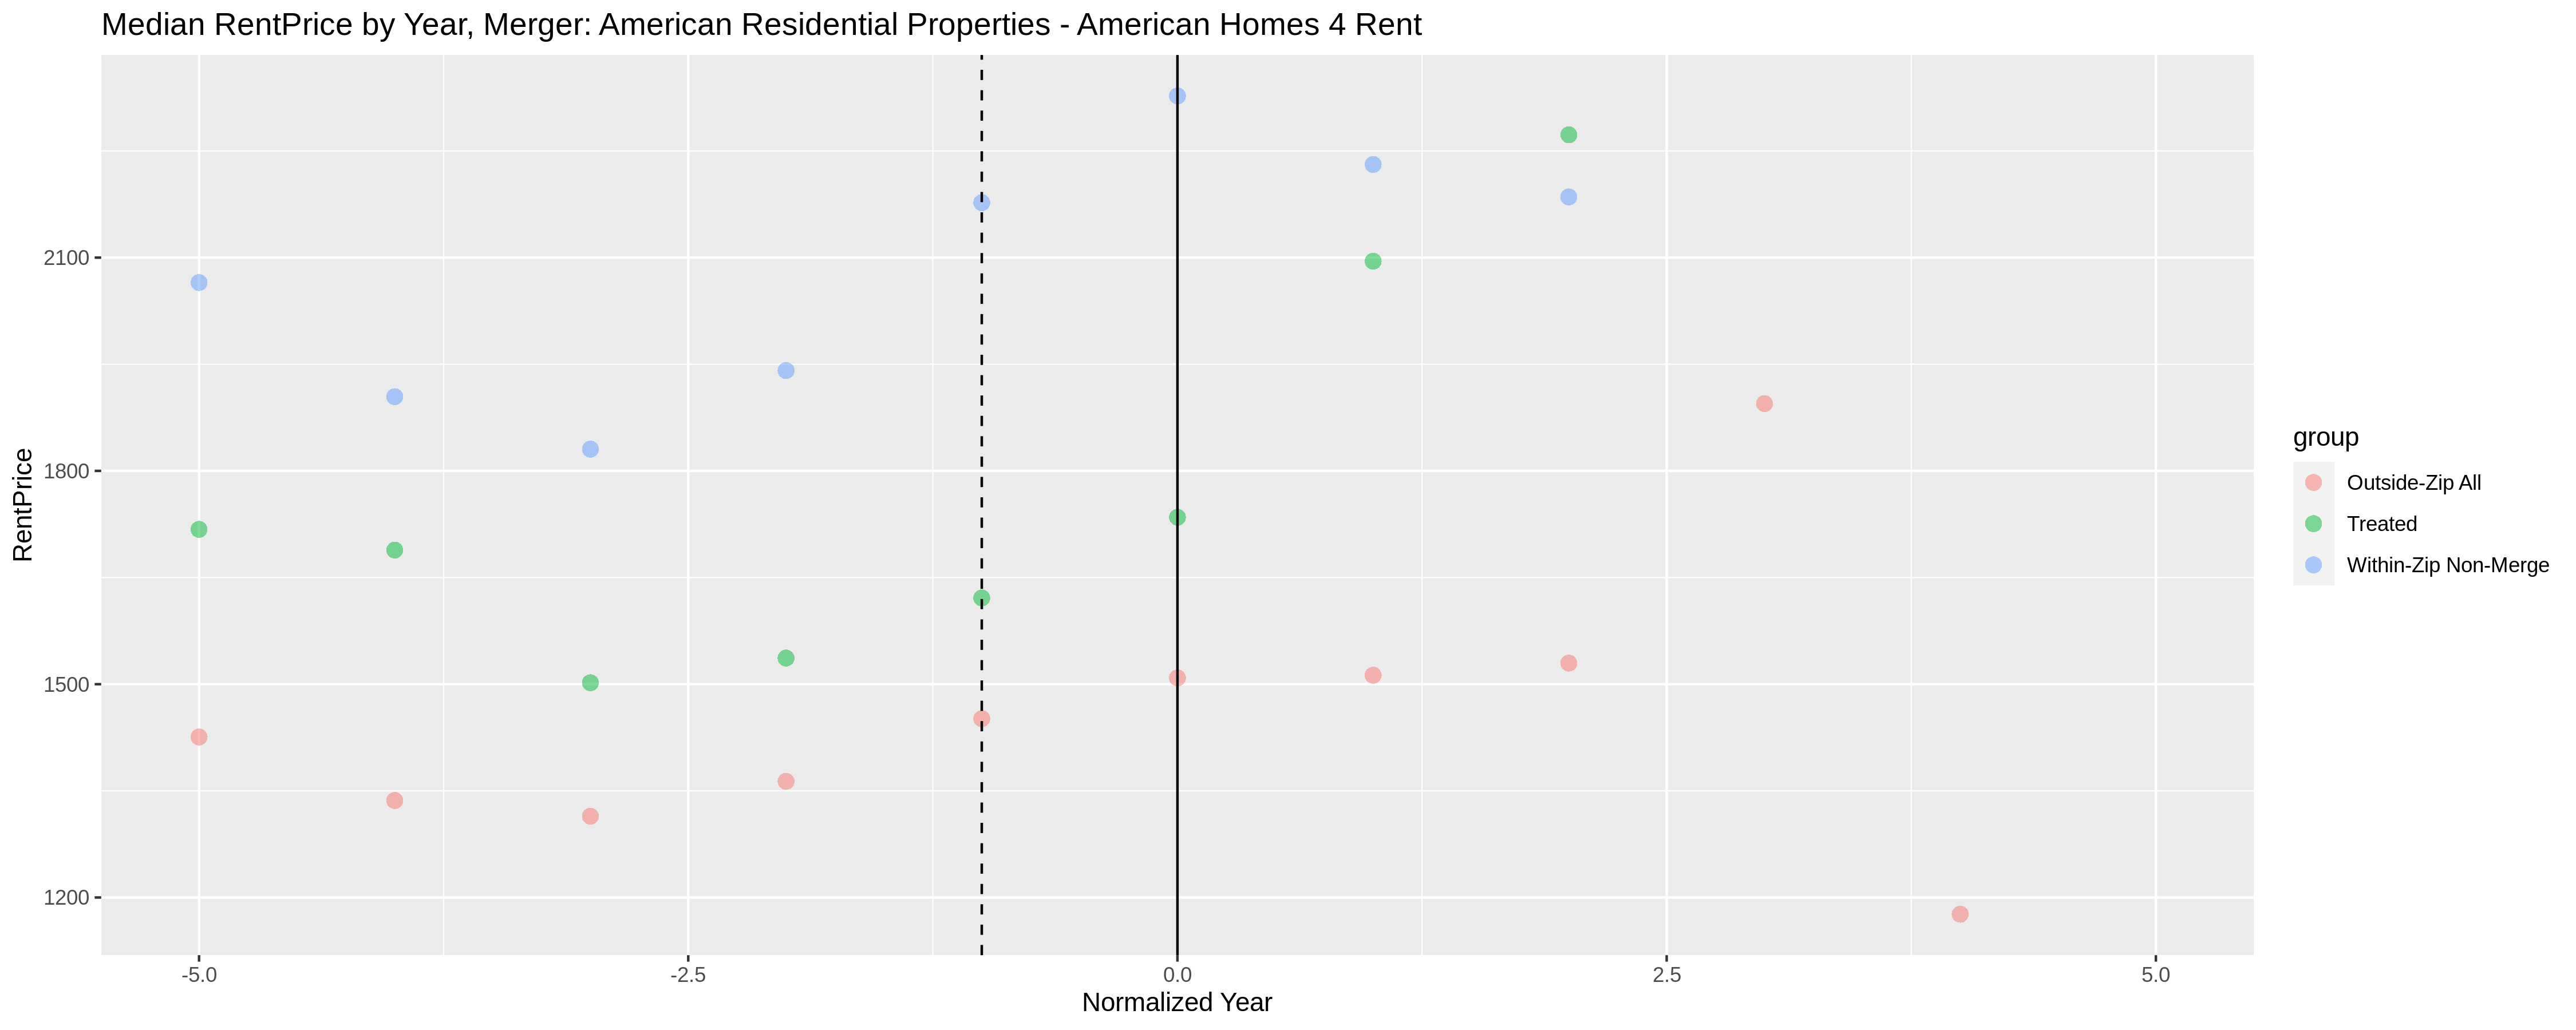 Median RentPrice by Year, Merger: American Residential Properties - American Homes 4 Rent
RentPrice
2100
1800
1500
1200
-5.0
-2.5
0.0
2.5
5.0
Normalized Year
group
Outside-Zip All
Treated
Within-Zip Non-Merge